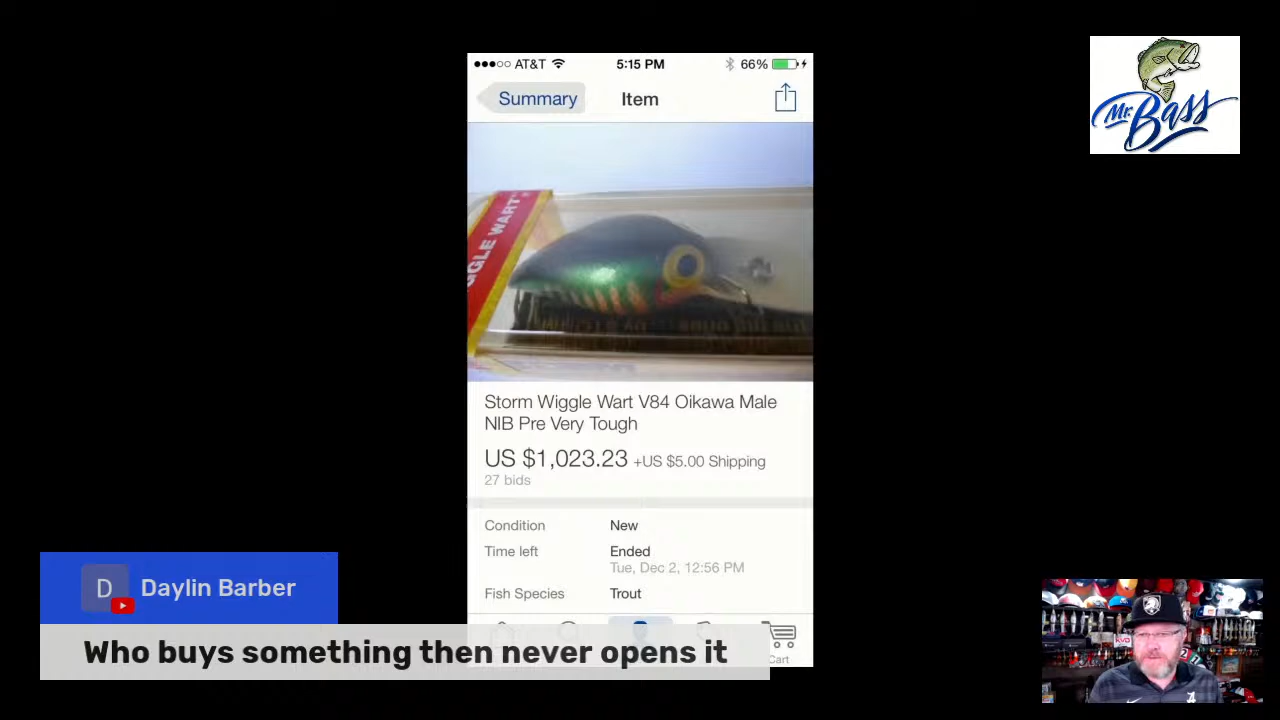 AT&T 5:15 PM 66%
Summary Item
Mr. Bass
GGLE WART
Storm Wiggle Wart V84 Oikawa Male
NIB Pre Very Tough
US $1,023.23 +US $5.00 Shipping
27 bids
Condition New
Time left Ended
Tue, Dec 2, 12:56 PM
Fish Species Trout
Cart
D Daylin Barber
Who buys something then never opens it